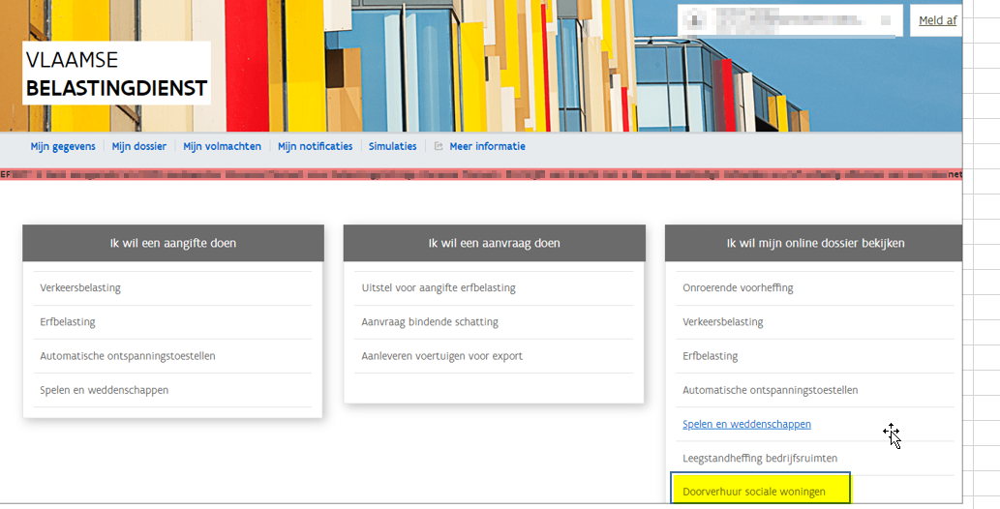 Meld af
VLAAMSE
BELASTINGDIENST
Mijn gegevens Mijn dossier Mijn volmachten Mijn notificaties Simulaties Meer informatie
Ik wil een aangifte doen
Verkeersbelasting
Erfbelasting
Automatische ontspanningstoestellen
Spelen en weddenschappen
Ik wil een aanvraag doen
Uitstel voor aangifte erfbelasting
Aanvraag bindende schatting
Aanleveren voertuigen voor export
Ik wil mijn online dossier bekijken
Onroerende voorheffing
Verkeersbelasting
Erfbelasting
Automatische ontspanningstoestellen
Spelen en weddenschappen
Leegstandheffing bedrijfsruimten
Doorverhuur sociale woningen